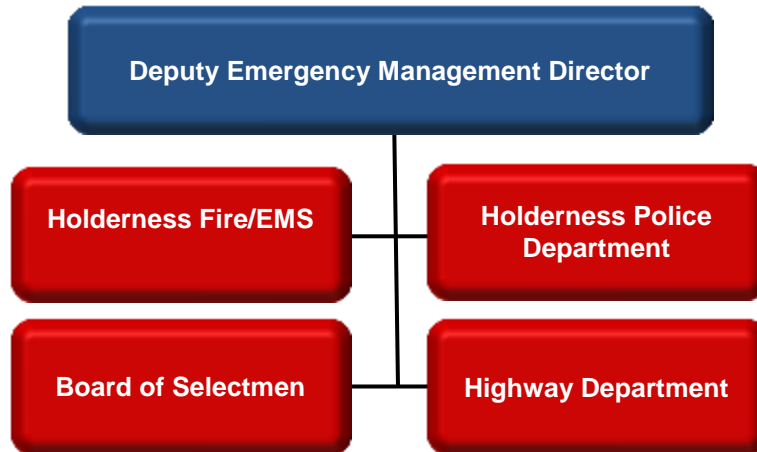 Deputy Emergency Management Director
Holderness Fire/EMS
Holderness Police
Department
Board of Selectmen
Highway Department